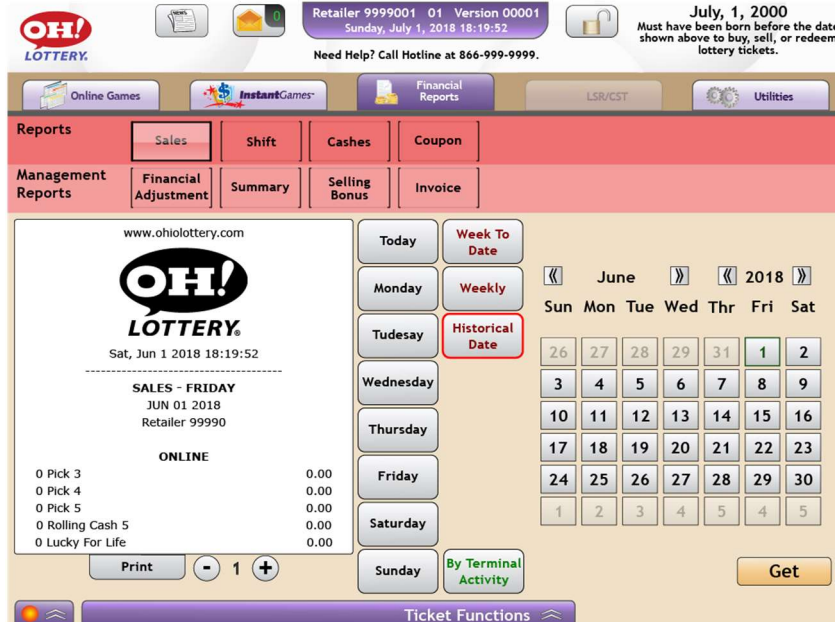 OH!
LOTTERY.
NEWS
0
Retailer 9999001 01 Version 00001
Sunday, July 1, 2018 18:19:52
Need Help? Call Hotline at 866-999-9999.
July, 1, 2000
Must have been born before the date
shown above to buy, sell, or redeem
lottery tickets.
Online Games
InstantGames
Financial
Reports
LSR/CST
Utilities
Reports
Sales
Shift
Cashes
Coupon
Management
Reports
Financial
Adjustment
Summary
Selling
Bonus
Invoice
www.ohiolottery.com
OH!
LOTTERY®
Sat, Jun 1 2018 18:19:52
SALES - FRIDAY
JUN 01 2018
Retailer 99990
ONLINE
0 Pick 3 0.00
0 Pick 4 0.00
0 Pick 5 0.00
0 Rolling Cash 5 0.00
0 Lucky For Life 0.00
Print - 1 +
Today
Monday
Tudesay
Wednesday
Thursday
Friday
Saturday
Sunday
Week To
Date
Weekly
Historical
Date
By Terminal
Activity
June 2018
Sun Mon Tue Wed Thr Fri Sat
26 27 28 29 31 1 2
3 4 5 6 7 8 9
10 11 12 13 14 15 16
17 18 19 20 21 22 23
24 25 26 27 28 29 30
1 2 3 4 5 4 5
Get
Ticket Functions